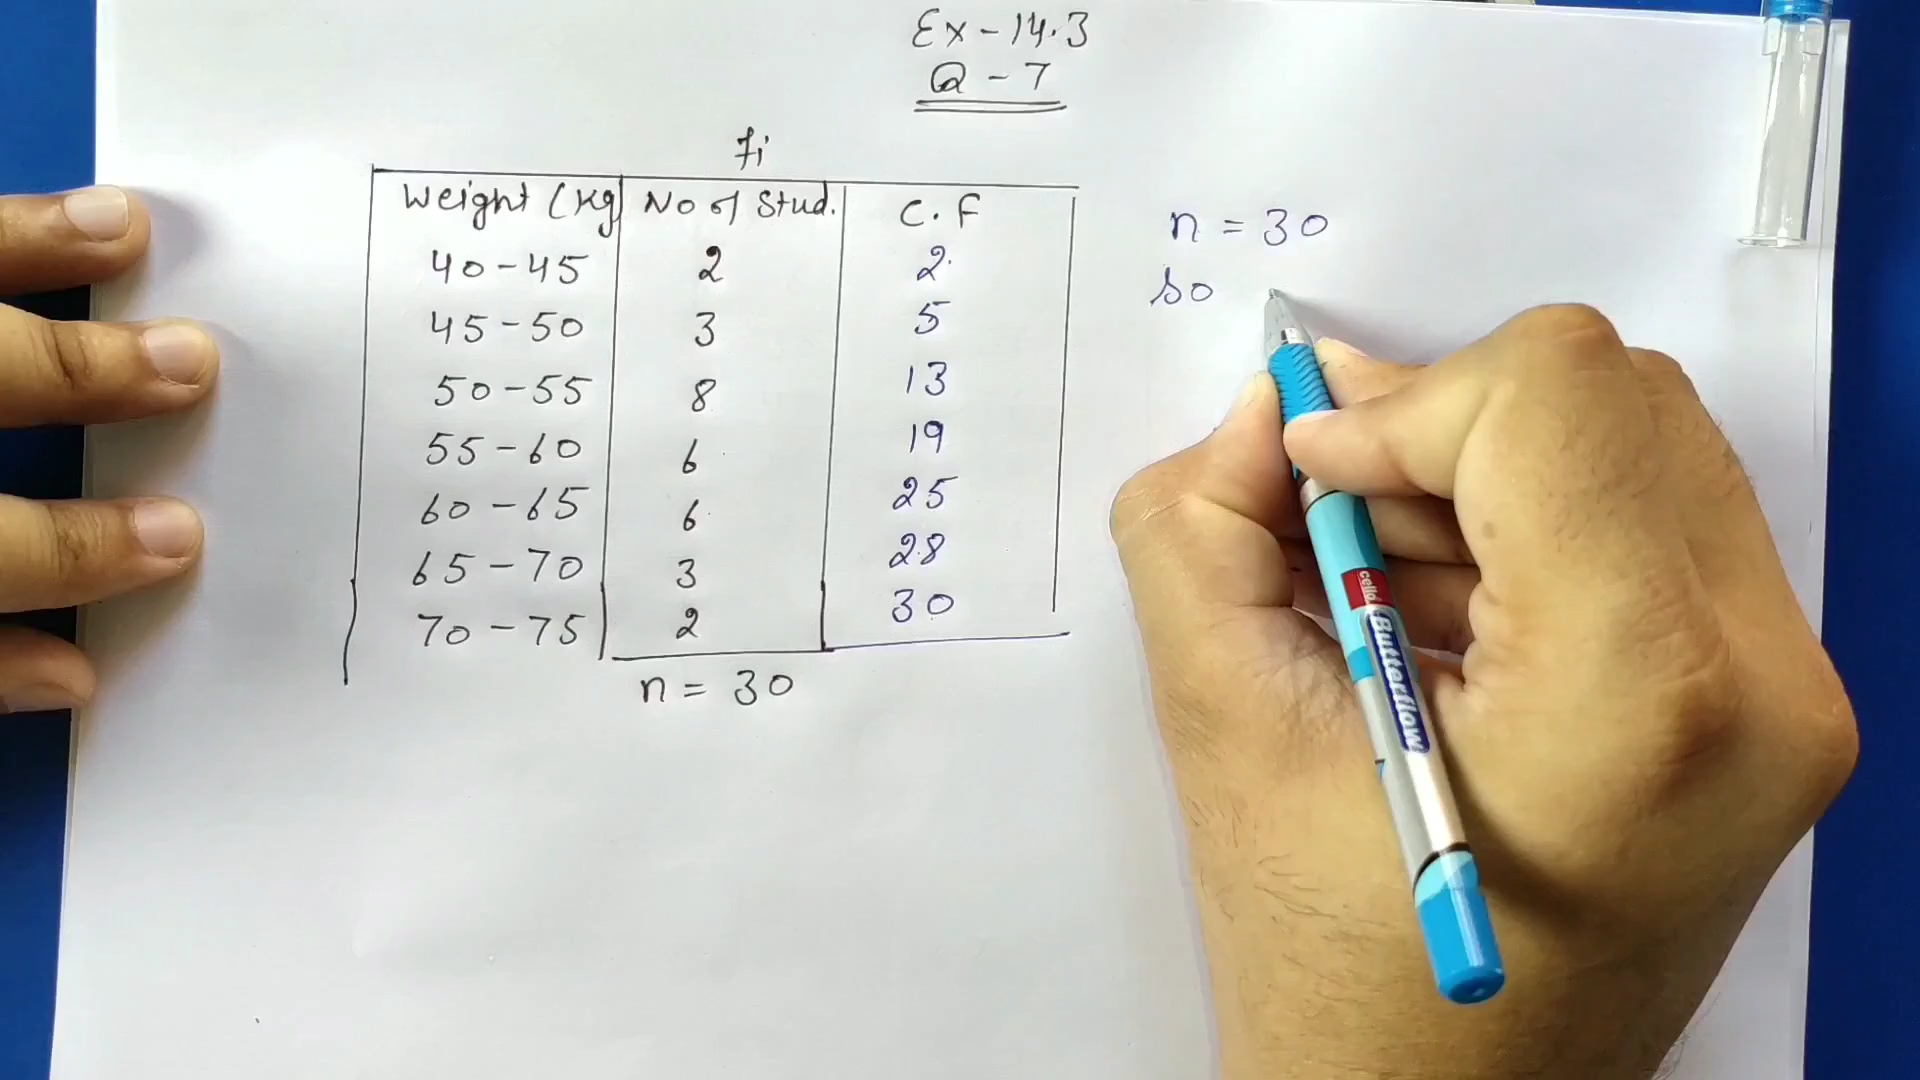 Ex - 14.3
Q - 7
fi
Weight (Kg) No of Stud. C.F
40-45 2 2
45-50 3 5
50-55 8 13
55-60 6 19
60-65 6 25
65-70 3 28
70-75 2 30
n = 30
n = 30
so
cello Butterflow